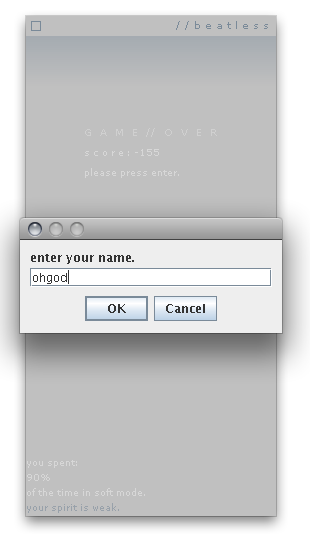 //beatless
GAME // OVER
score: -155
please press enter.
enter your name.
ohgod
OK
Cancel
you spent:
90%
of the time in soft mode.
your spirit is weak.